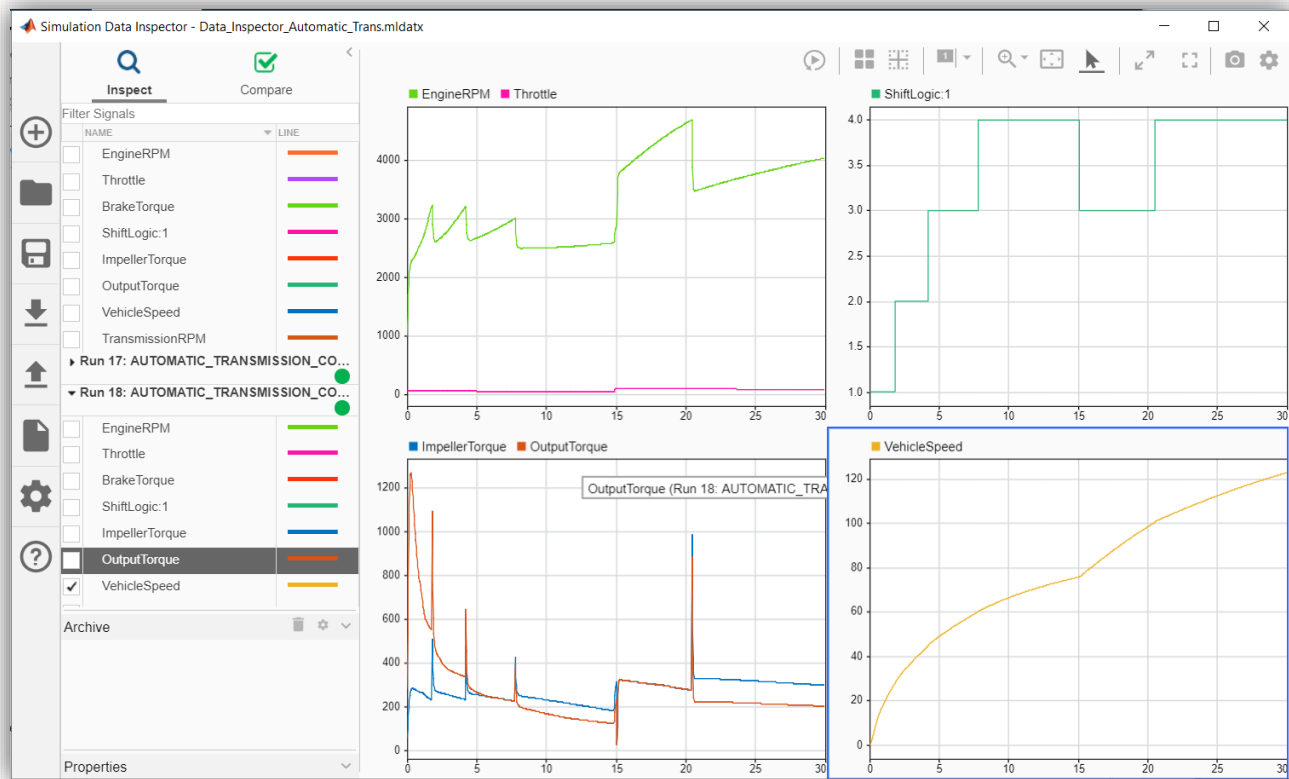 Simulation Data Inspector - Data_Inspector_Automatic_Trans.mldatx
Inspect
Compare
Filter Signals
NAME LINE
EngineRPM
Throttle
BrakeTorque
ShiftLogic:1
ImpellerTorque
OutputTorque
VehicleSpeed
TransmissionRPM
Run 17: AUTOMATIC_TRANSMISSION_CO...
Run 18: AUTOMATIC_TRANSMISSION_CO...
EngineRPM
Throttle
BrakeTorque
ShiftLogic:1
ImpellerTorque
OutputTorque
VehicleSpeed
Archive
Properties
1
EngineRPM Throttle
4000
3000
2000
1000
0
0 5 10 15 20 25 30
ShiftLogic:1
4.0
3.5
3.0
2.5
2.0
1.5
1.0
0 5 10 15 20 25 30
ImpellerTorque OutputTorque
OutputTorque (Run 18: AUTOMATIC_TRA
1200
1000
800
600
400
200
0
0 5 10 15 20 25 30
VehicleSpeed
120
100
80
60
40
20
0
0 5 10 15 20 25 30